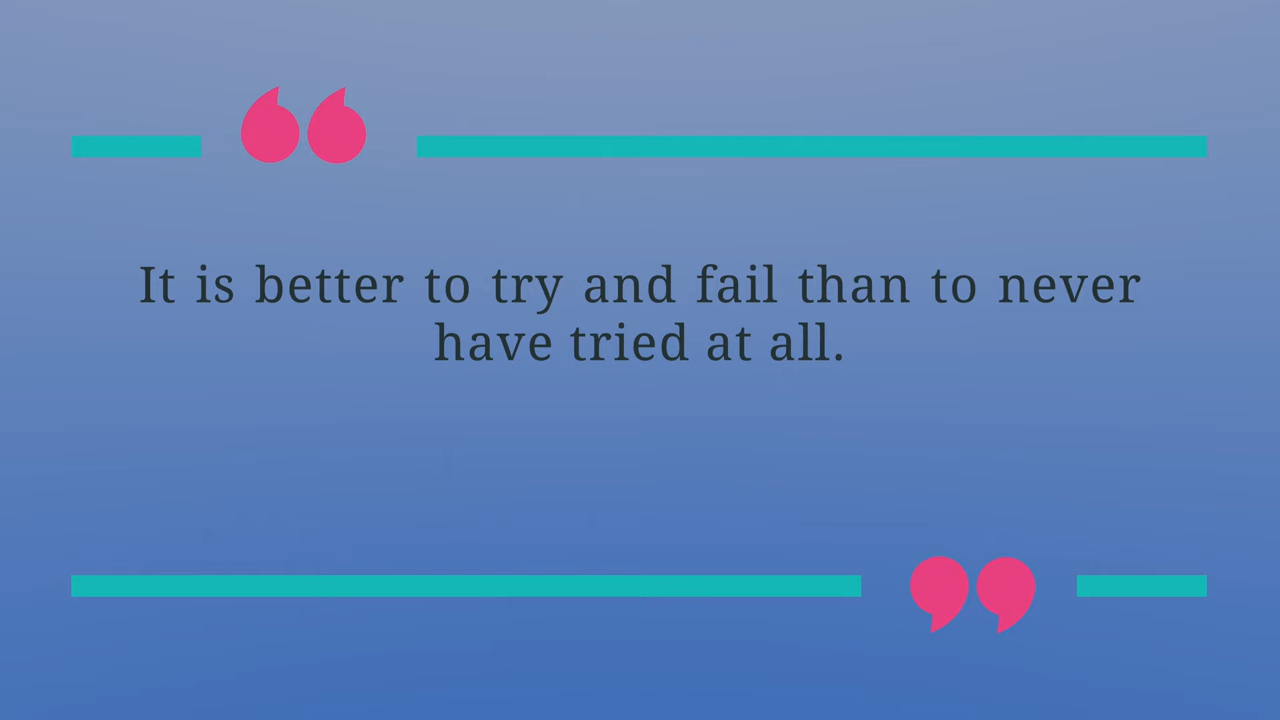 It is better to try and fail than to never
have tried at all.